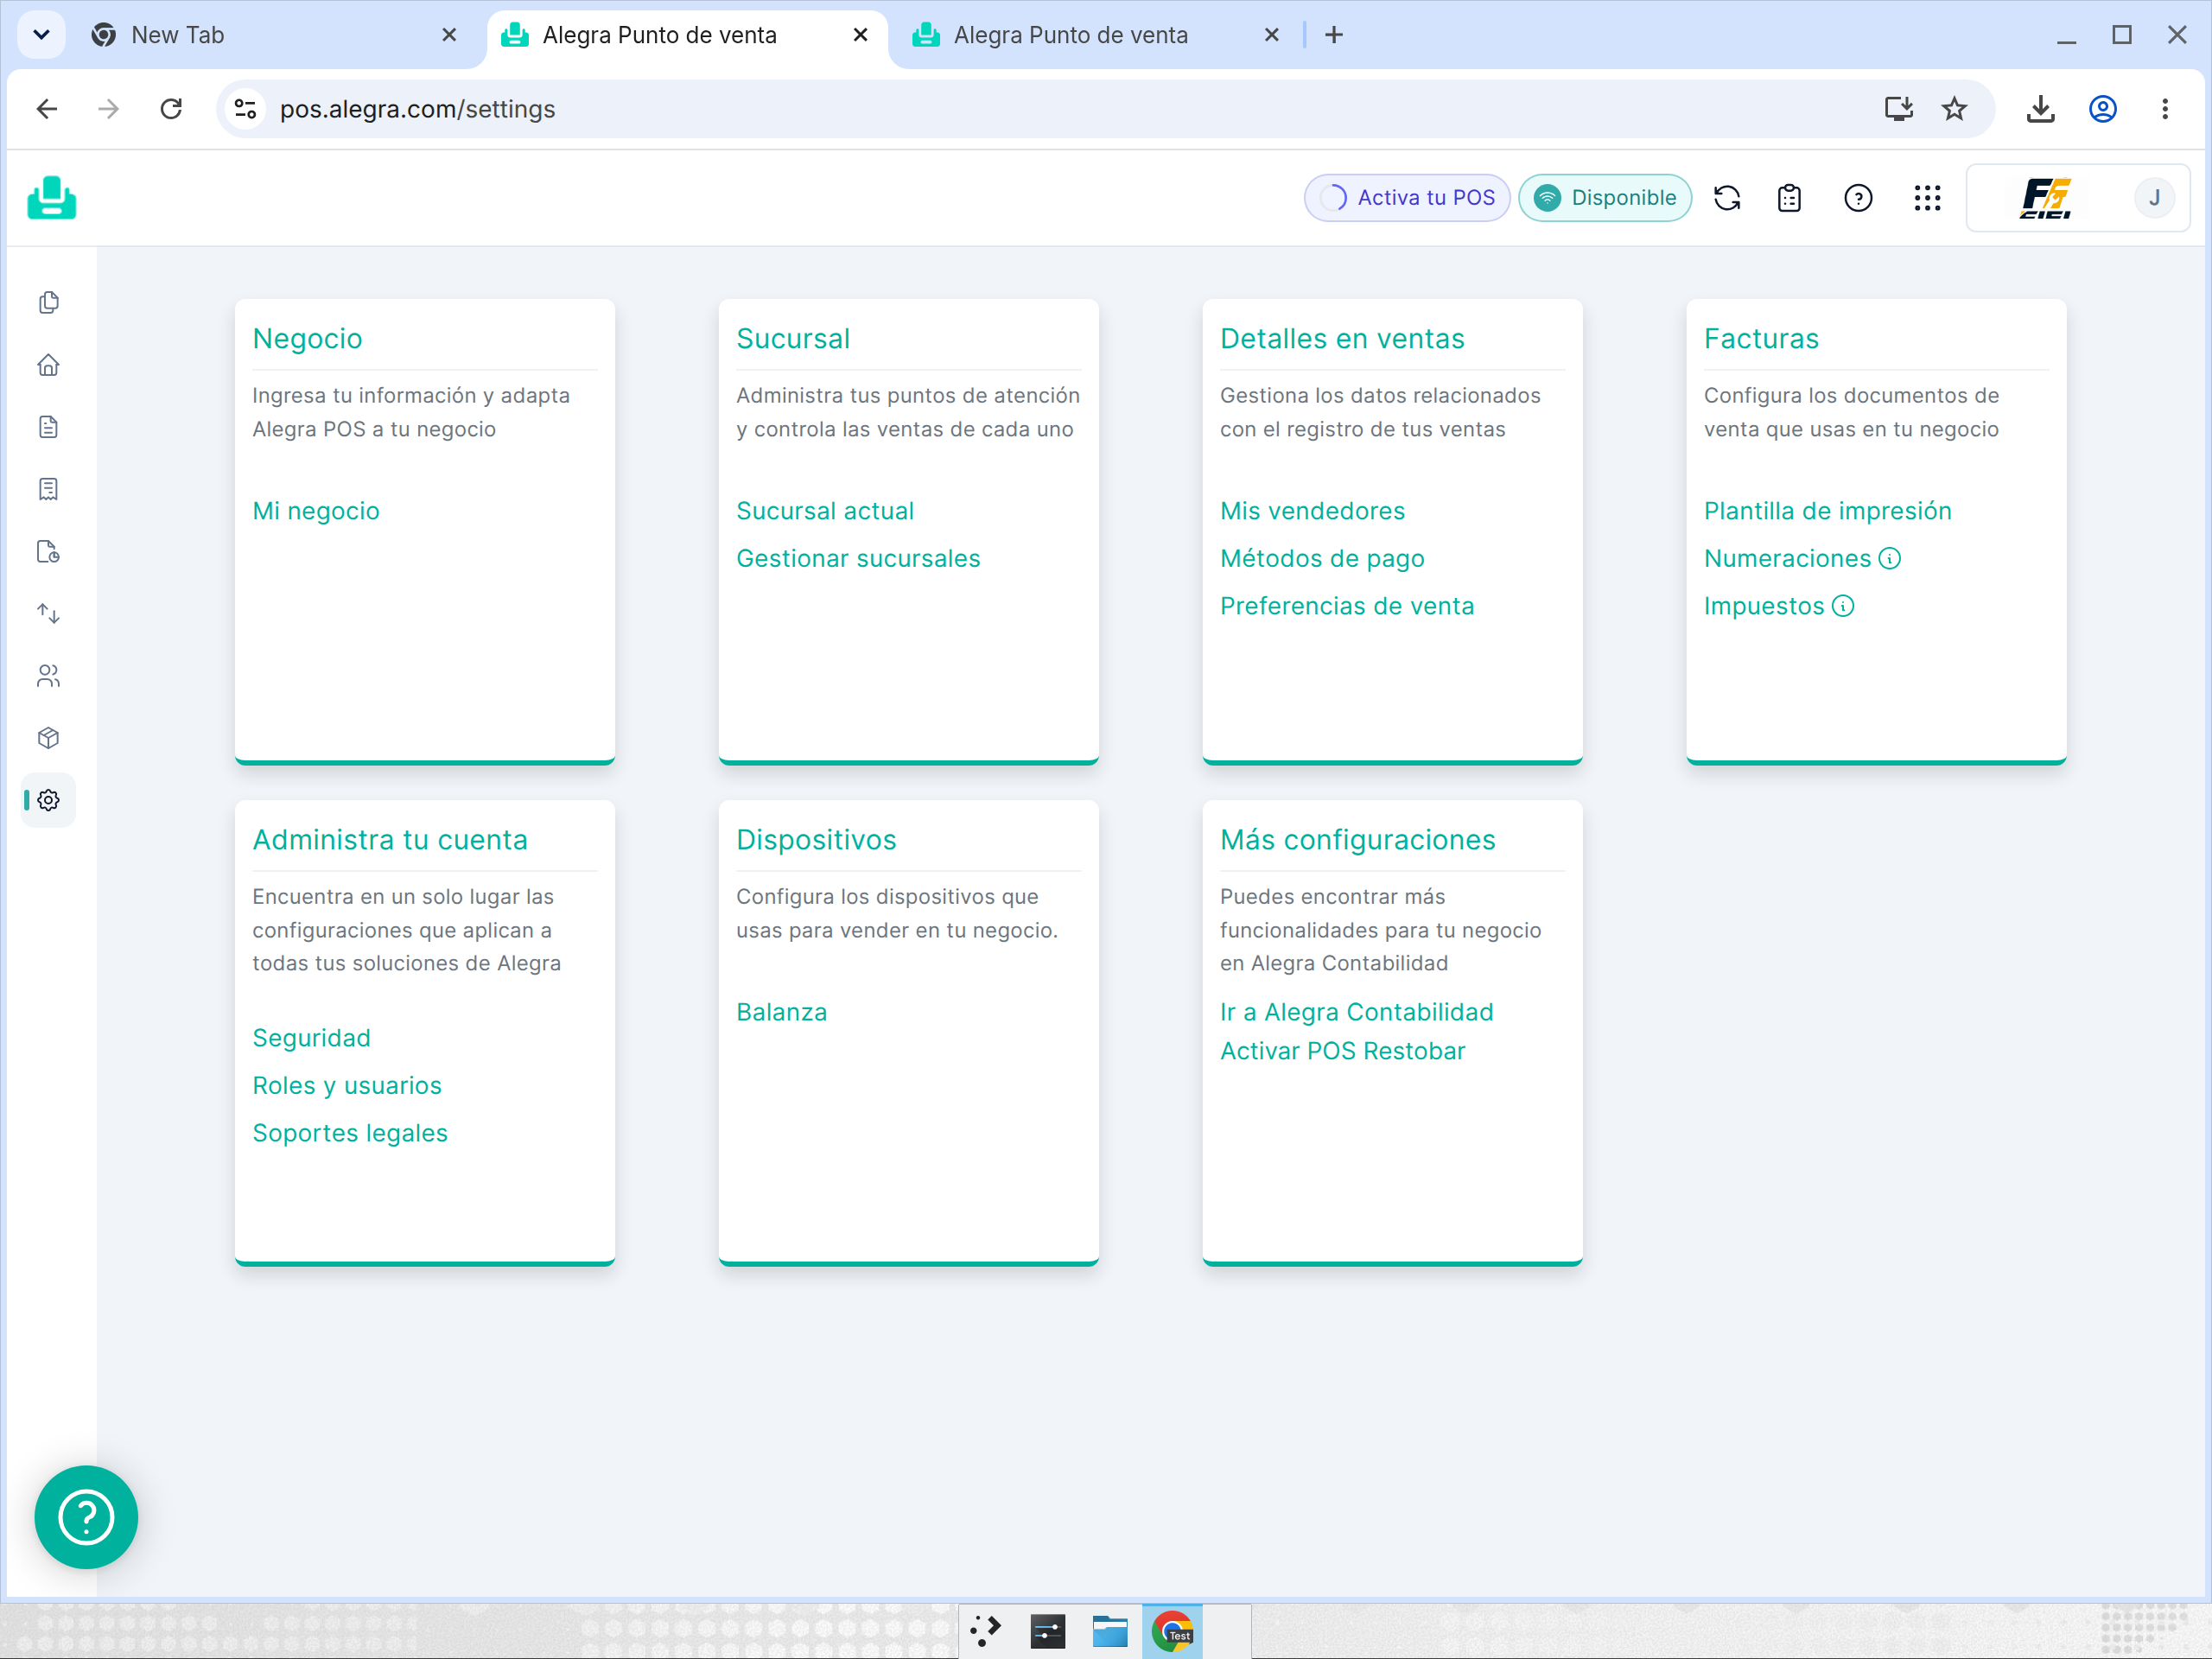 New Tab
Alegra Punto de venta
Alegra Punto de venta
pos.alegra.com/settings
Activa tu POS
Disponible
J
Negocio
Ingresa tu información y adapta
Alegra POS a tu negocio
Mi negocio
Sucursal
Administra tus puntos de atención
y controla las ventas de cada uno
Sucursal actual
Gestionar sucursales
Detalles en ventas
Gestiona los datos relacionados
con el registro de tus ventas
Mis vendedores
Métodos de pago
Preferencias de venta
Facturas
Configura los documentos de
venta que usas en tu negocio
Plantilla de impresión
Numeraciones
Impuestos
Administra tu cuenta
Encuentra en un solo lugar las
configuraciones que aplican a
todas tus soluciones de Alegra
Seguridad
Roles y usuarios
Soportes legales
Dispositivos
Configura los dispositivos que
usas para vender en tu negocio.
Balanza
Más configuraciones
Puedes encontrar más
funcionalidades para tu negocio
en Alegra Contabilidad
Ir a Alegra Contabilidad
Activar POS Restobar
Test